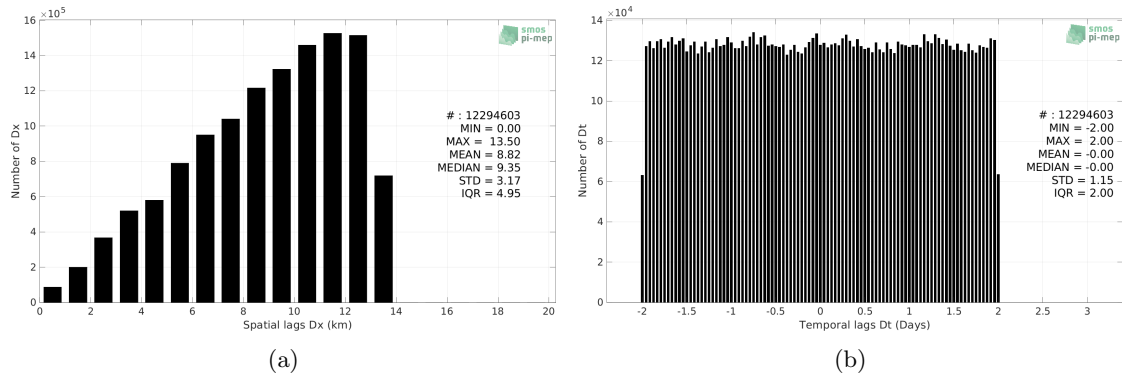 ×10⁵
16
14
12
10
8
6
4
2
0
Number of Dx
0 2 4 6 8 10 12 14 16 18 20
Spatial lags Dx (km)
smos
pi-mep
# : 12294603
MIN = 0.00
MAX = 13.50
MEAN = 8.82
MEDIAN = 9.35
STD = 3.17
IQR = 4.95
(a)
×10⁴
14
12
10
8
6
4
2
0
Number of Dt
-2 -1.5 -1 -0.5 0 0.5 1 1.5 2 2.5 3
Temporal lags Dt (Days)
smos
pi-mep
# : 12294603
MIN = -2.00
MAX = 2.00
MEAN = -0.00
MEDIAN = -0.00
STD = 1.15
IQR = 2.00
(b)